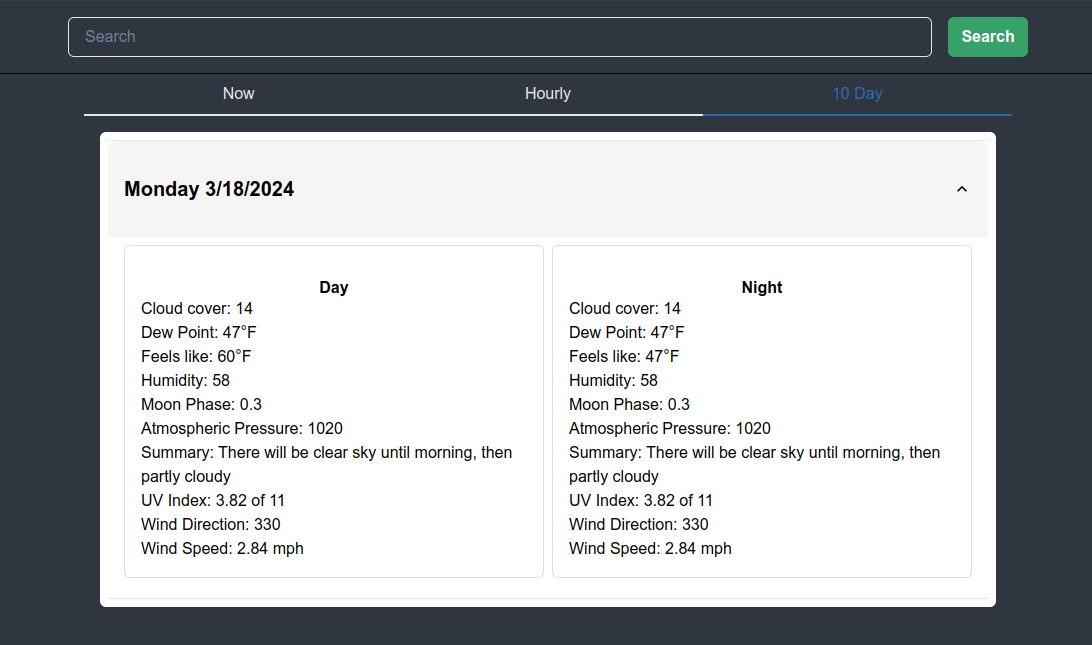 Search
Search
Now
Hourly
10 Day
Monday 3/18/2024
Day
Cloud cover: 14
Dew Point: 47°F
Feels like: 60°F
Humidity: 58
Moon Phase: 0.3
Atmospheric Pressure: 1020
Summary: There will be clear sky until morning, then
partly cloudy
UV Index: 3.82 of 11
Wind Direction: 330
Wind Speed: 2.84 mph
Night
Cloud cover: 14
Dew Point: 47°F
Feels like: 47°F
Humidity: 58
Moon Phase: 0.3
Atmospheric Pressure: 1020
Summary: There will be clear sky until morning, then
partly cloudy
UV Index: 3.82 of 11
Wind Direction: 330
Wind Speed: 2.84 mph